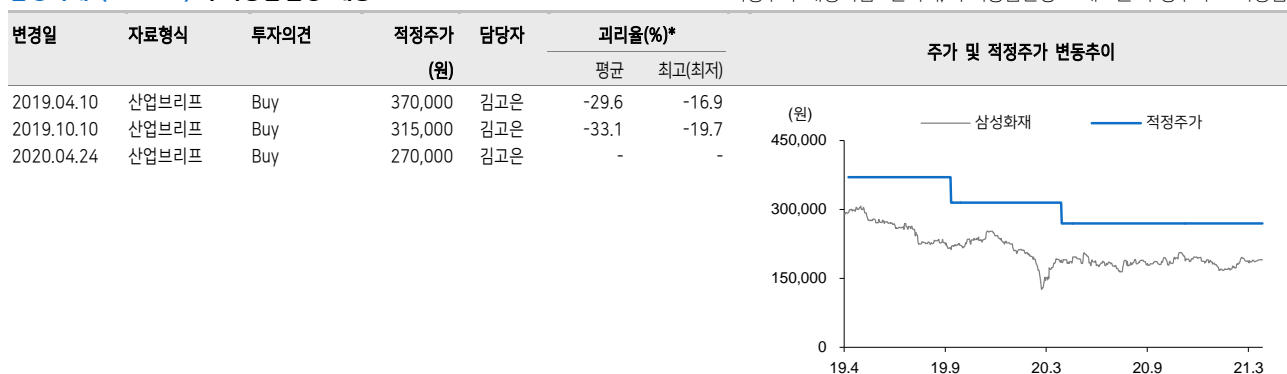 변경일 자료형식 투자의견 적정주가 담당자 괴리율(%)* 주가 및 적정주가 변동추이
(원) 평균 최고(최저)
2019.04.10 산업브리프 Buy 370,000 김고은 -29.6 -16.9
2019.10.10 산업브리프 Buy 315,000 김고은 -33.1 -19.7
2020.04.24 산업브리프 Buy 270,000 김고은 - -
(원)
삼성화재 적정주가
450,000
300,000
150,000
0
19.4 19.9 20.3 20.9 21.3